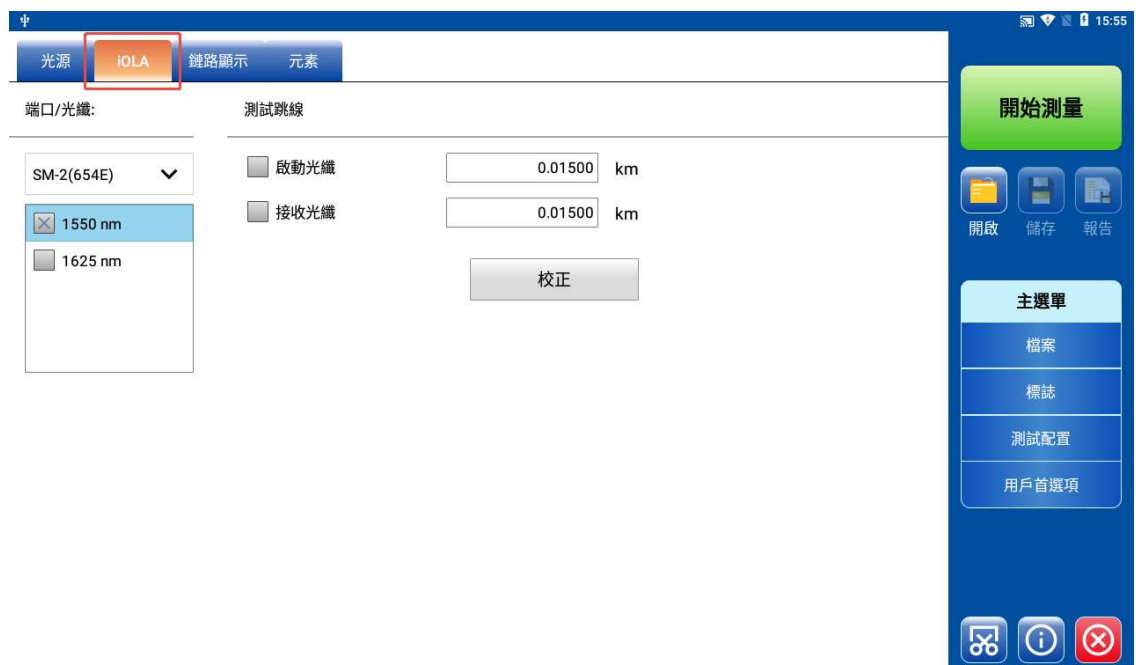 15:55
光源
iOLA
鏈路顯示
元素
端口/光纖:
測試跳線
SM-2(654E)
1550 nm
1625 nm
啟動光纖
0.01500 km
接收光纖
0.01500 km
校正
開始測量
開啟
儲存
報告
主選單
檔案
標誌
測試配置
用戶首選項